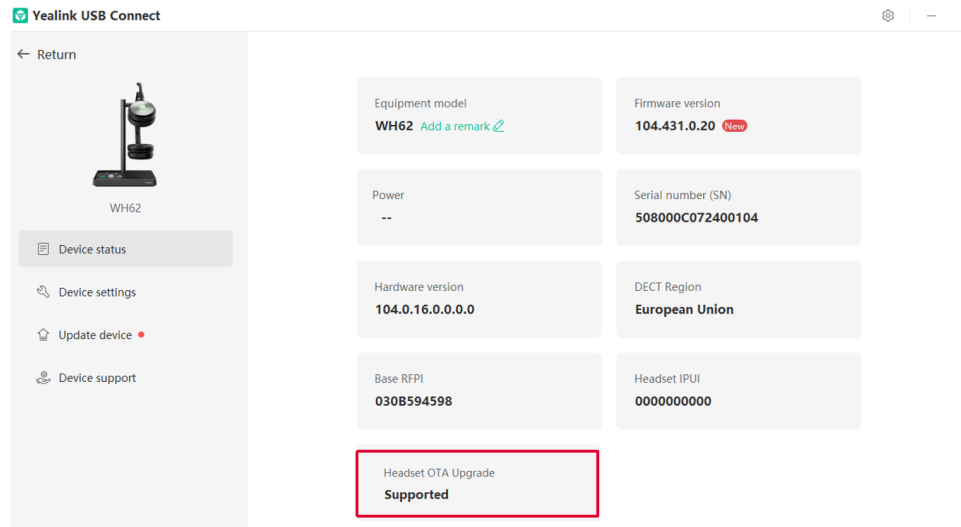 Yealink USB Connect
Return
WH62
Device status
Device settings
Update device
Device support
Equipment model
WH62 Add a remark
Firmware version
104.431.0.20 New
Power
--
Serial number (SN)
508000C072400104
Hardware version
104.0.16.0.0.0.0
DECT Region
European Union
Base RFPI
030B594598
Headset IPUI
0000000000
Headset OTA Upgrade
Supported